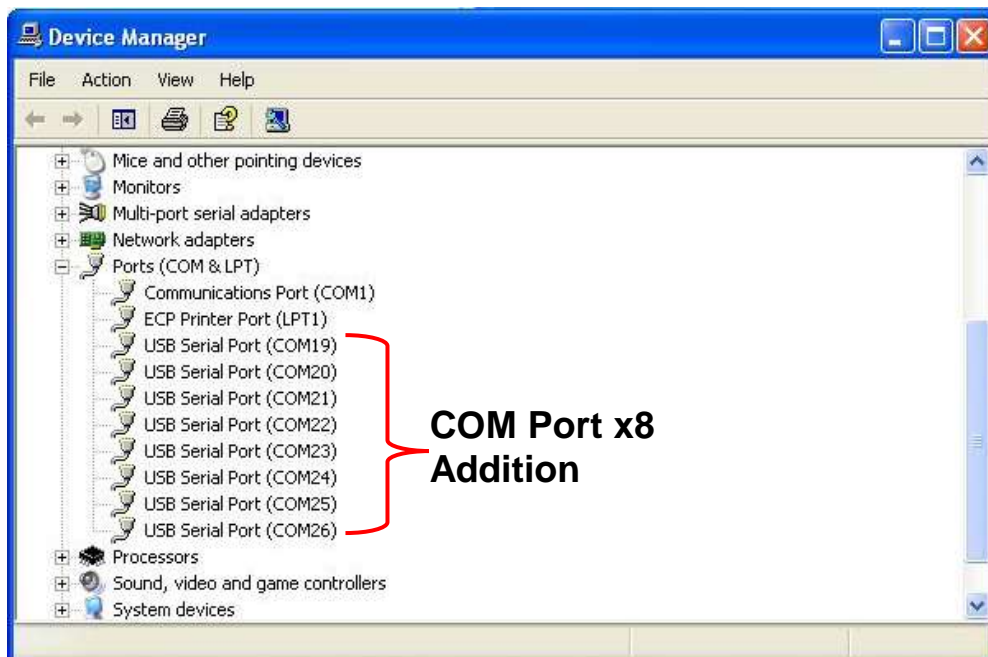 Device Manager
File Action View Help
Mice and other pointing devices
Monitors
Multi-port serial adapters
Network adapters
Ports (COM & LPT)
Communications Port (COM1)
ECP Printer Port (LPT1)
USB Serial Port (COM19)
USB Serial Port (COM20)
USB Serial Port (COM21)
USB Serial Port (COM22)
USB Serial Port (COM23)
USB Serial Port (COM24)
USB Serial Port (COM25)
USB Serial Port (COM26)
COM Port x8
Addition
Processors
Sound, video and game controllers
System devices